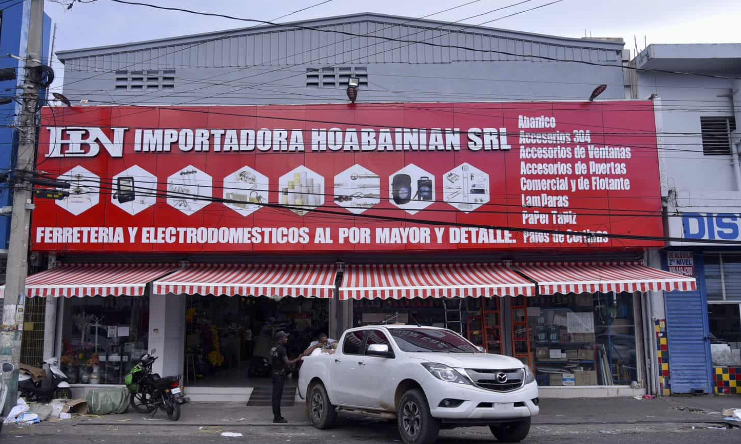 HBN IMPORTADORA HOABAINIAN SRL
Abanico
Accesorios 304
Accesorios de Ventanas
Accesorios de Puertas
Comercial y de Flotante
LamParas
PaPel TaPiz
Palos de Cortinas
FERRETERIA Y ELECTRODOMESTICOS AL POR MAYOR Y DETALLE.
DIS